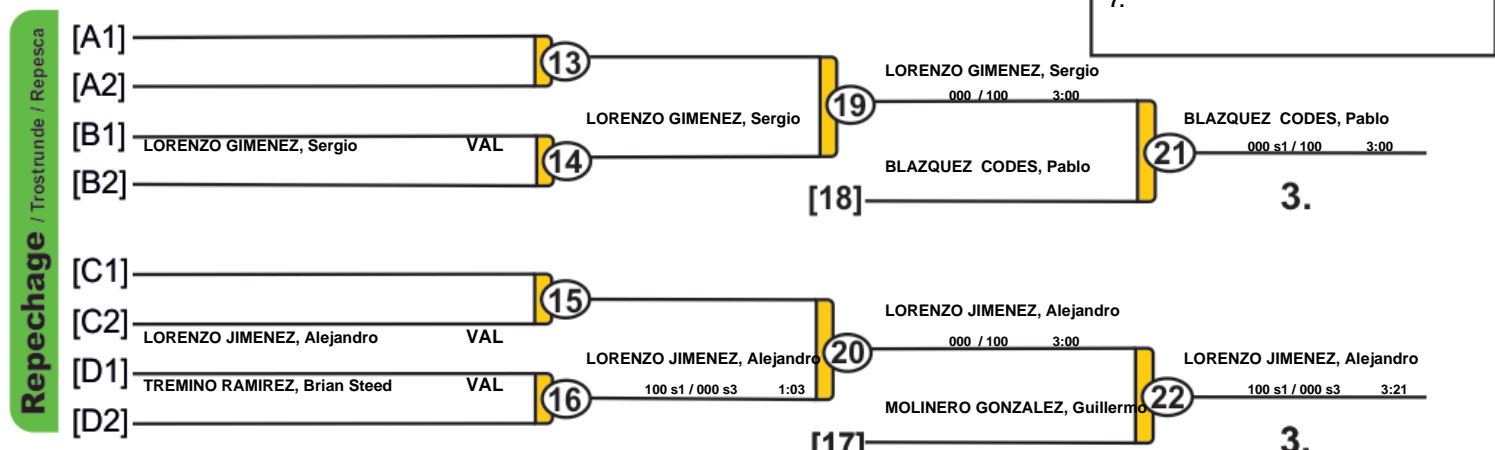 7.
Repechage / Trostrunde / Repesca
[A1]
[A2]
13
[B1]
LORENZO GIMENEZ, Sergio VAL
[B2]
14
LORENZO GIMENEZ, Sergio
19
LORENZO GIMENEZ, Sergio
000 / 100 3:00
BLAZQUEZ CODES, Pablo
[18]
21
BLAZQUEZ CODES, Pablo
000 s1 / 100 3:00
3.
[C1]
[C2]
15
LORENZO JIMENEZ, Alejandro VAL
[D1]
TREMINO RAMIREZ, Brian Steed VAL
[D2]
16
LORENZO JIMENEZ, Alejandro
100 s1 / 000 s3 1:03
20
LORENZO JIMENEZ, Alejandro
000 / 100 3:00
MOLINERO GONZALEZ, Guillermo
[17]
22
LORENZO JIMENEZ, Alejandro
100 s1 / 000 s3 3:21
3.